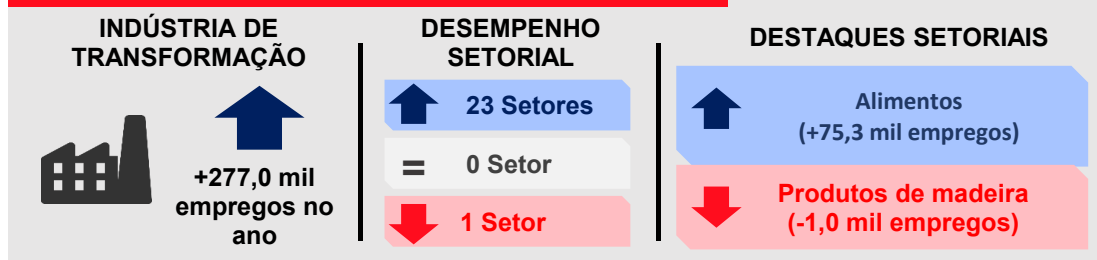 INDÚSTRIA DE
TRANSFORMAÇÃO
+277,0 mil
empregos no
ano
DESEMPENHO
SETORIAL
23 Setores
= 0 Setor
1 Setor
DESTAQUES SETORIAIS
Alimentos
(+75,3 mil empregos)
Produtos de madeira
(-1,0 mil empregos)